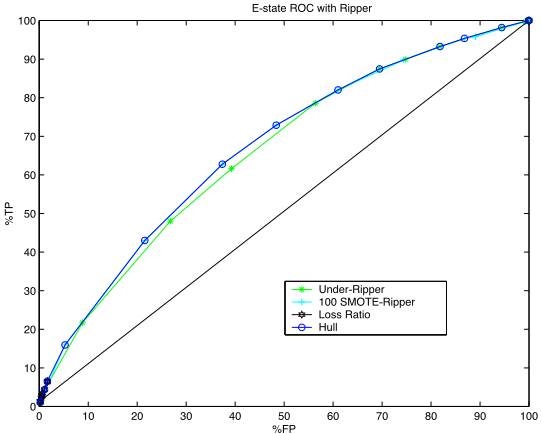 E-state ROC with Ripper
100
90
80
70
60
50
40
30
20
10
0
%TP
Under-Ripper
100 SMOTE-Ripper
Loss Ratio
Hull
0 10 20 30 40 50 60 70 80 90 100
%FP